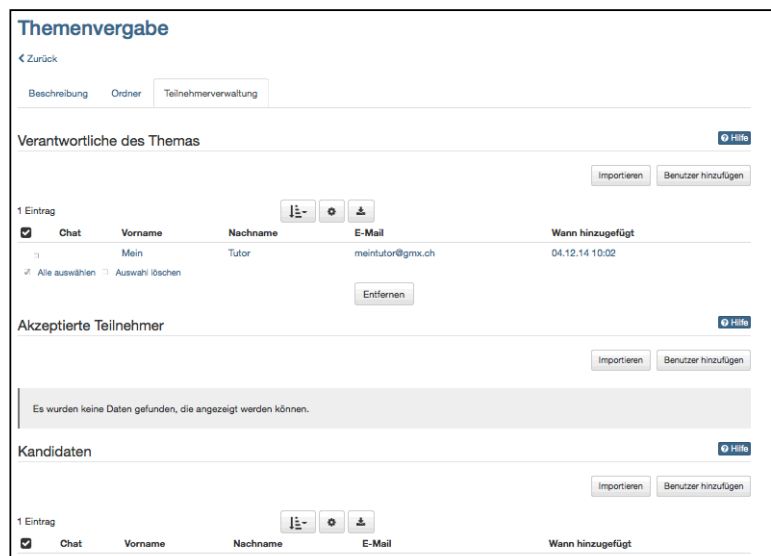 Themenvergabe
Zurück
Beschreibung Ordner Teilnehmerverwaltung
Verantwortliche des Themas Hilfe
Importieren Benutzer hinzufügen
1 Eintrag
Chat Vorname Nachname E-Mail Wann hinzugefügt
Mein Tutor meintutor@gmx.ch 04.12.14 10:02
Alle auswählen Auswahl löschen
Entfernen
Akzeptierte Teilnehmer Hilfe
Importieren Benutzer hinzufügen
Es wurden keine Daten gefunden, die angezeigt werden können.
Kandidaten Hilfe
Importieren Benutzer hinzufügen
1 Eintrag
Chat Vorname Nachname E-Mail Wann hinzugefügt